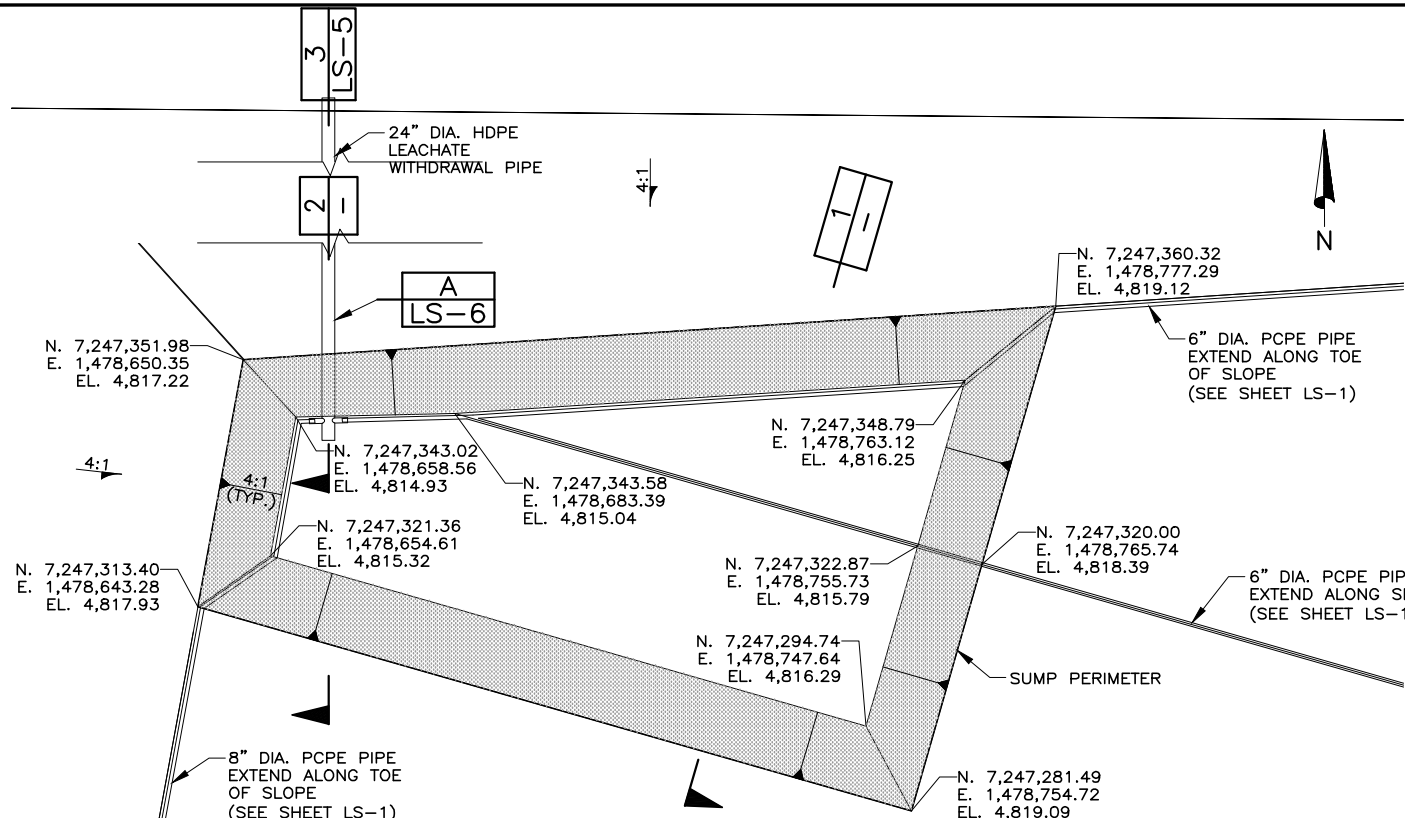 3
LS-5
24" DIA. HDPE
LEACHATE
WITHDRAWAL PIPE
4:1
2
-
1
-
N
A
LS-6
N. 7,247,360.32
E. 1,478,777.29
EL. 4,819.12
N. 7,247,351.98
E. 1,478,650.35
EL. 4,817.22
6" DIA. PCPE PIPE
EXTEND ALONG TOE
OF SLOPE
(SEE SHEET LS-1)
N. 7,247,348.79
E. 1,478,763.12
EL. 4,816.25
N. 7,247,343.02
E. 1,478,658.56
EL. 4,814.93
4:1
4:1
(TYP.)
N. 7,247,343.58
E. 1,478,683.39
EL. 4,815.04
N. 7,247,321.36
E. 1,478,654.61
EL. 4,815.32
N. 7,247,320.00
E. 1,478,765.74
EL. 4,818.39
N. 7,247,322.87
E. 1,478,755.73
EL. 4,815.79
N. 7,247,313.40
E. 1,478,643.28
EL. 4,817.93
6" DIA. PCPE PIP
EXTEND ALONG S
(SEE SHEET LS-1
N. 7,247,294.74
E. 1,478,747.64
EL. 4,816.29
SUMP PERIMETER
8" DIA. PCPE PIPE
EXTEND ALONG TOE
OF SLOPE
(SEE SHEET LS-1)
N. 7,247,281.49
E. 1,478,754.72
EL. 4,819.09